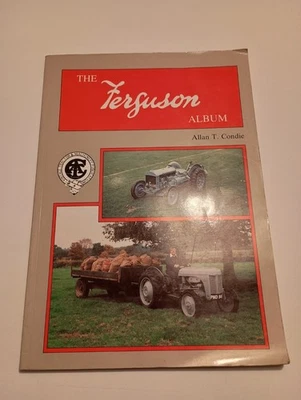 THE
Ferguson
ALBUM
Allan T. Condie